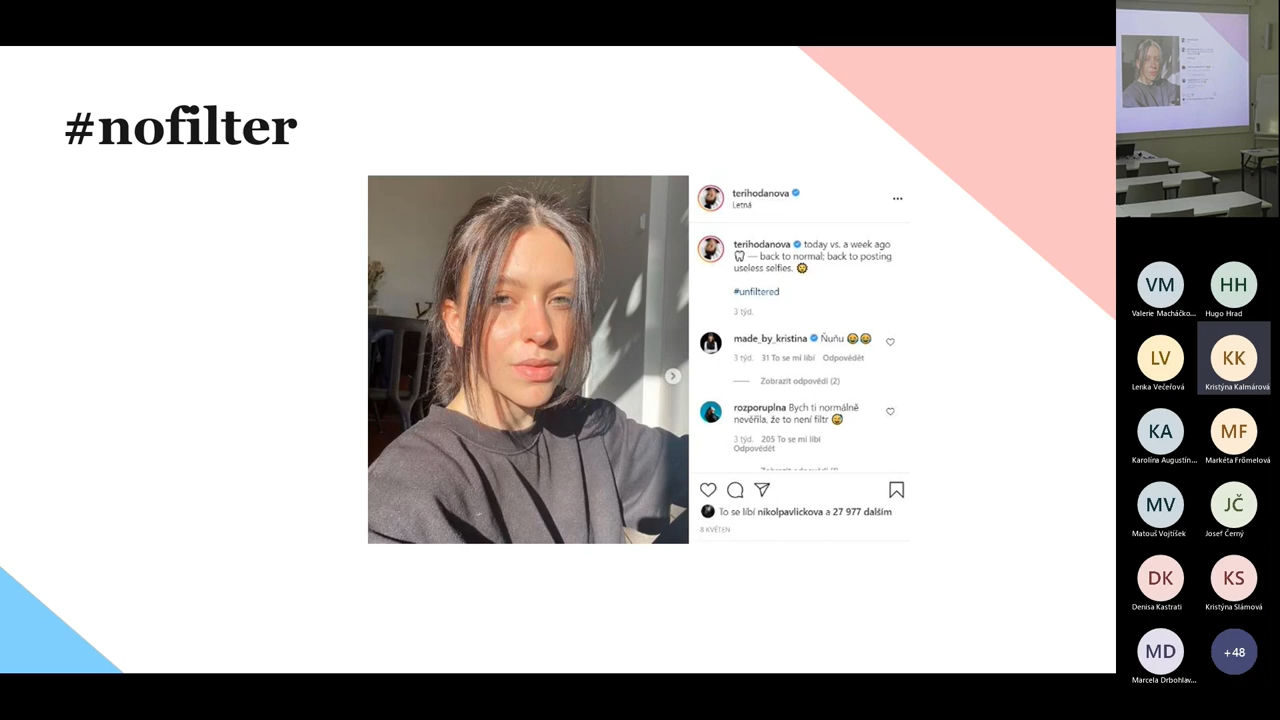 #nofilter
terihodanova
Letná
terihodanova today vs. a week ago
— back to normal; back to posting
useless selfies.
#unfiltered
3 týd.
made_by_kristina Ňuňu
3 týd. 31 To se mi líbí Odpovědět
Zobrazit odpovědi (2)
rozporuplna Bych ti normálně
nevěřila, že to není filtr
3 týd. 205 To se mi líbí
Odpovědět
To se líbí nikolpavlickova a 27 977 dalším
8 KVĚTEN
VM
HH
Valerie Macháčko...
Hugo Hrad
LV
KK
Lenka Večeřová
Kristýna Kalmárová
KA
MF
Karolína Augustín...
Markéta Frömelová
MV
JČ
Matouš Vojtíšek
Josef Černý
DK
KS
Denisa Kastrati
Kristýna Slámová
MD
+48
Marcela Drbohlav...